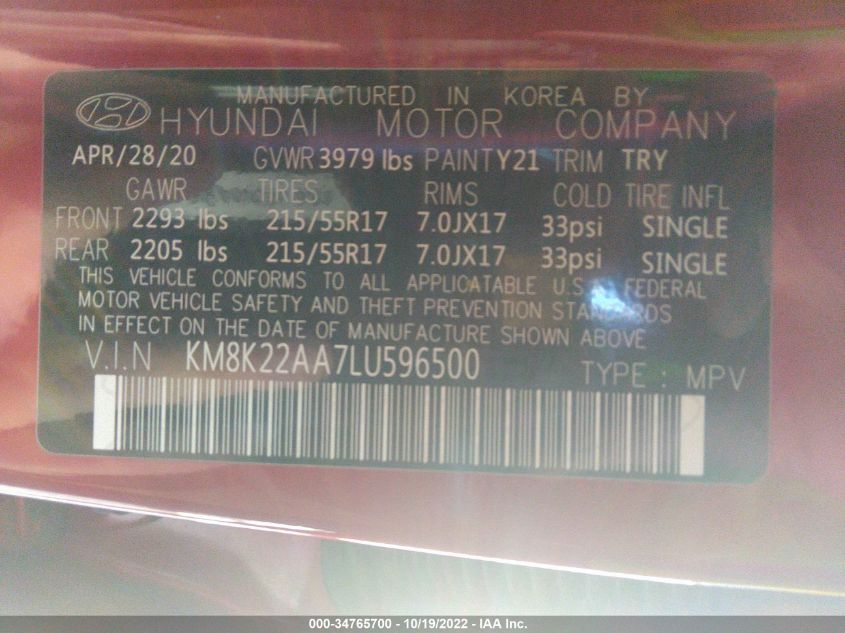 MANUFACTURED IN KOREA BY
HYUNDAI MOTOR COMPANY
APR/28/20 GVWR 3979 lbs PAINT Y21 TRIM TRY
GAWR TIRES RIMS COLD TIRE INFL
FRONT 2293 lbs 215/55R17 7.0JX17 33psi SINGLE
REAR 2205 lbs 215/55R17 7.0JX17 33psi SINGLE
THIS VEHICLE CONFORMS TO ALL APPLICATABLE U.S. FEDERAL
MOTOR VEHICLE SAFETY AND THEFT PREVENTION STANDARDS
IN EFFECT ON THE DATE OF MANUFACTURE SHOWN ABOVE
V.I.N KM8K22AA7LU596500 TYPE : MPV
000-34765700 - 10/19/2022 - IAA Inc.